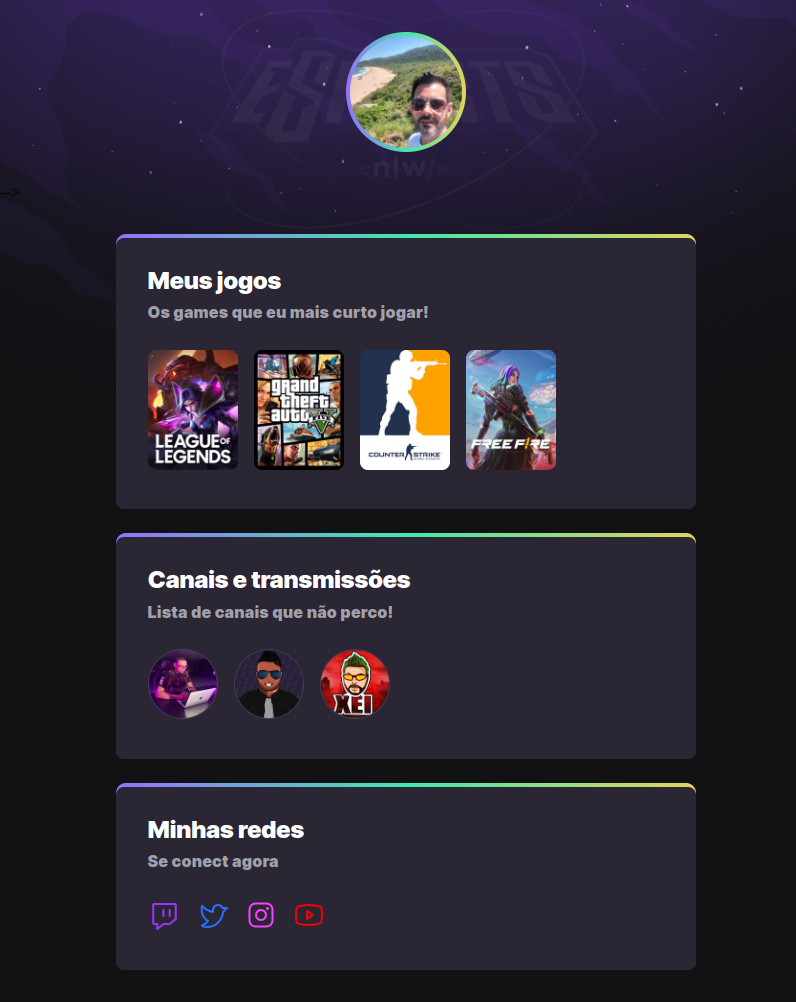 ESPORTS
<nlw/>
-->
Meus jogos
Os games que eu mais curto jogar!
LEAGUE OF
LEGENDS
grand
theft
auto
FIVE
COUNTER STRIKE
FREE FIRE
Canais e transmissões
Lista de canais que não perco!
XEI
Minhas redes
Se conect agora